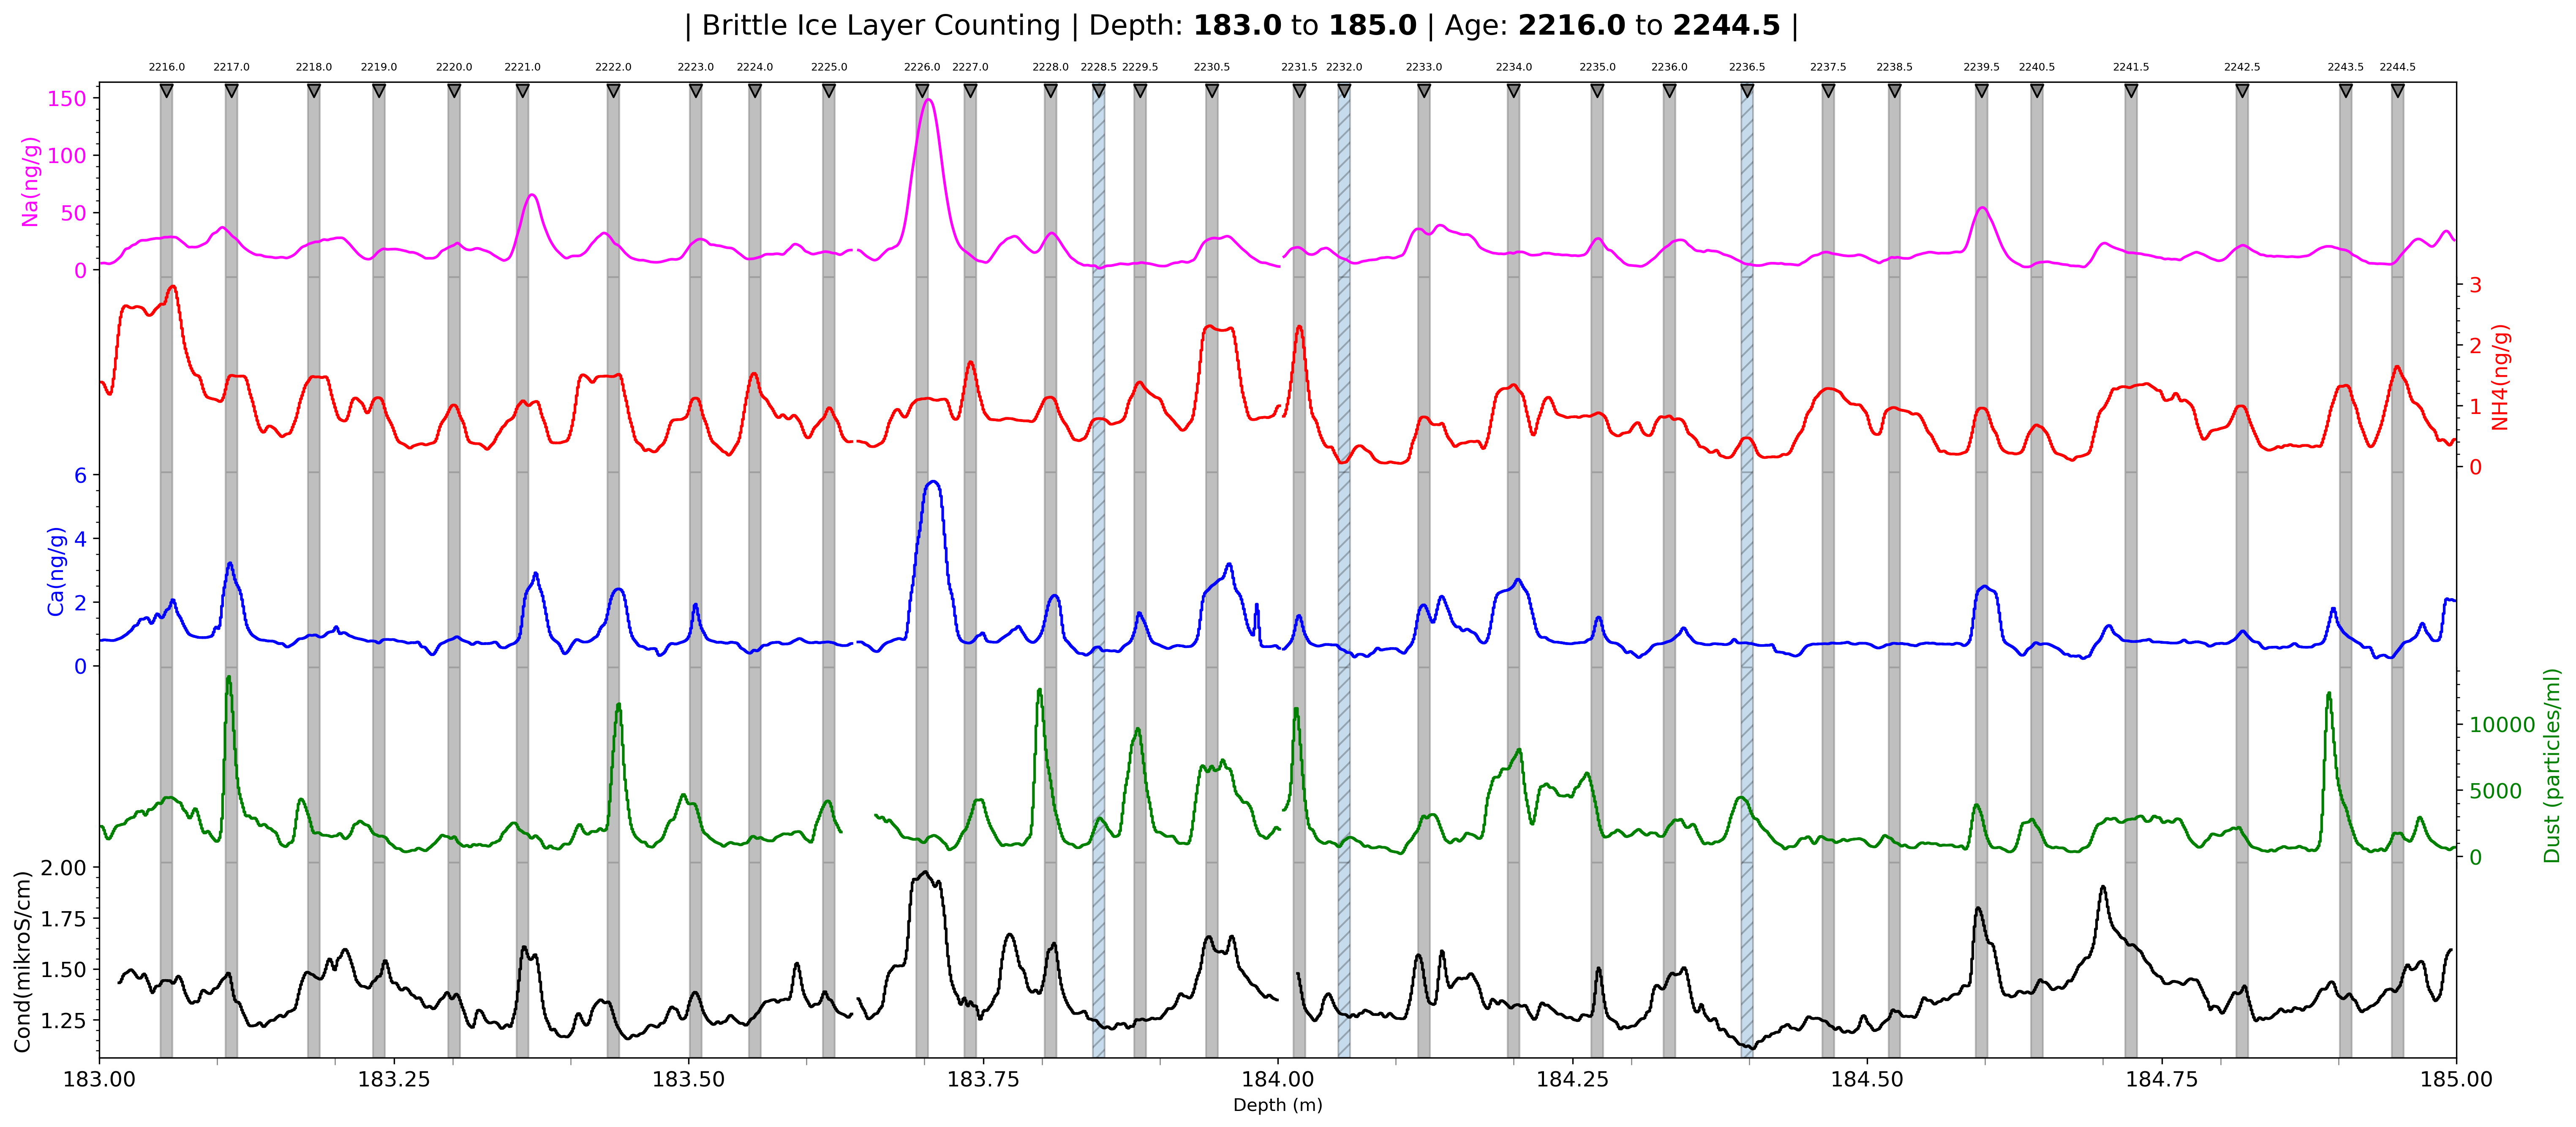 | Brittle Ice Layer Counting | Depth: 183.0 to 185.0 | Age: 2216.0 to 2244.5 |
2216.0 2217.0 2218.0 2219.0 2220.0 2221.0 2222.0 2223.0 2224.0 2225.0 2226.0 2227.0 2228.0 2228.5 2229.5 2230.5 2231.5 2232.0 2233.0 2234.0 2235.0 2236.0 2236.5 2237.5 2238.5 2239.5 2240.5 2241.5 2242.5 2243.5 2244.5
Na(ng/g)
150
100
50
0
NH4(ng/g)
3
2
1
0
Ca(ng/g)
6
4
2
0
Dust (particles/ml)
10000
5000
0
Cond(mikroS/cm)
2.00
1.75
1.50
1.25
183.00 183.25 183.50 183.75 184.00 184.25 184.50 184.75 185.00
Depth (m)